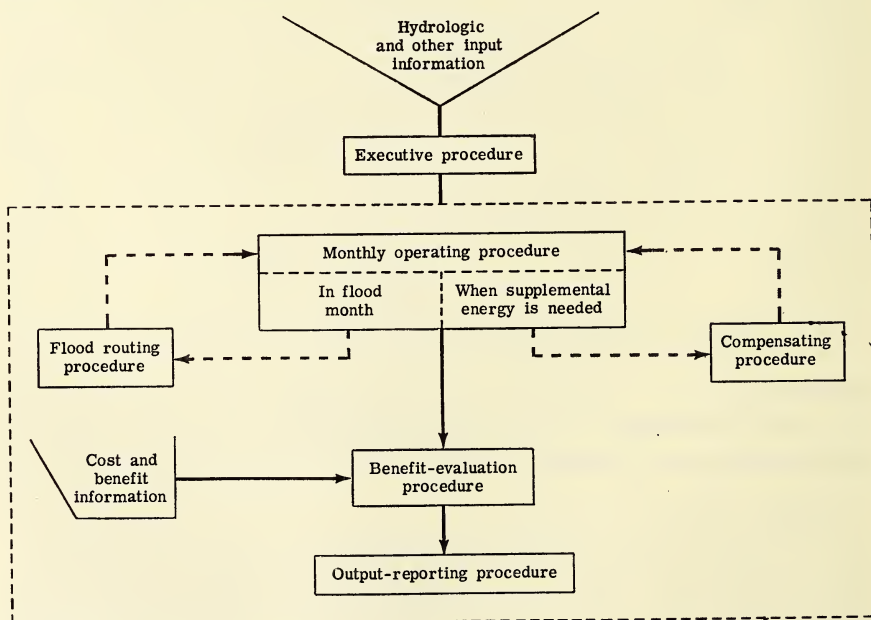 Hydrologic
and other input
information
Executive procedure
Monthly operating procedure
In flood
month
When supplemental
energy is needed
Flood routing
procedure
Compensating
procedure
Cost and
benefit
information
Benefit-evaluation
procedure
Output-reporting procedure